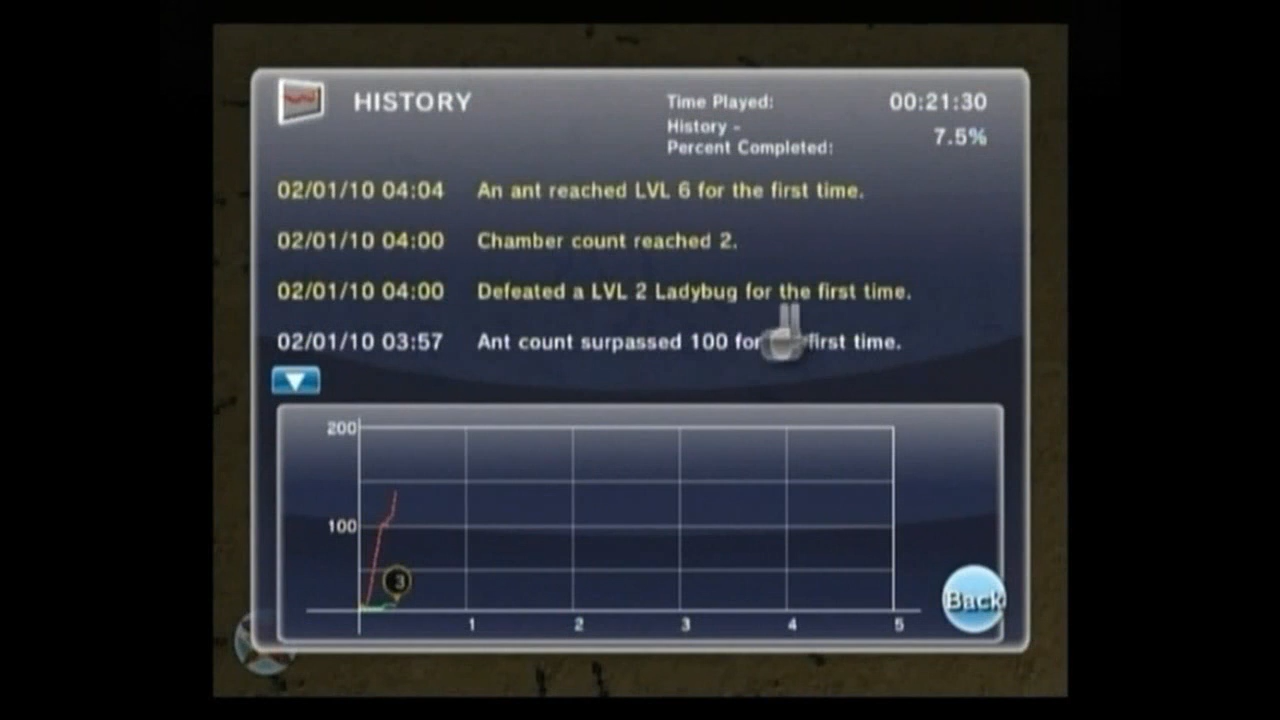 HISTORY
Time Played: 00:21:30
History -
Percent Completed: 7.5%
02/01/10 04:04 An ant reached LVL 6 for the first time.
02/01/10 04:00 Chamber count reached 2.
02/01/10 04:00 Defeated a LVL 2 Ladybug for the first time.
02/01/10 03:57 Ant count surpassed 100 for first time.
200
100
3
Back
1 2 3 4 5